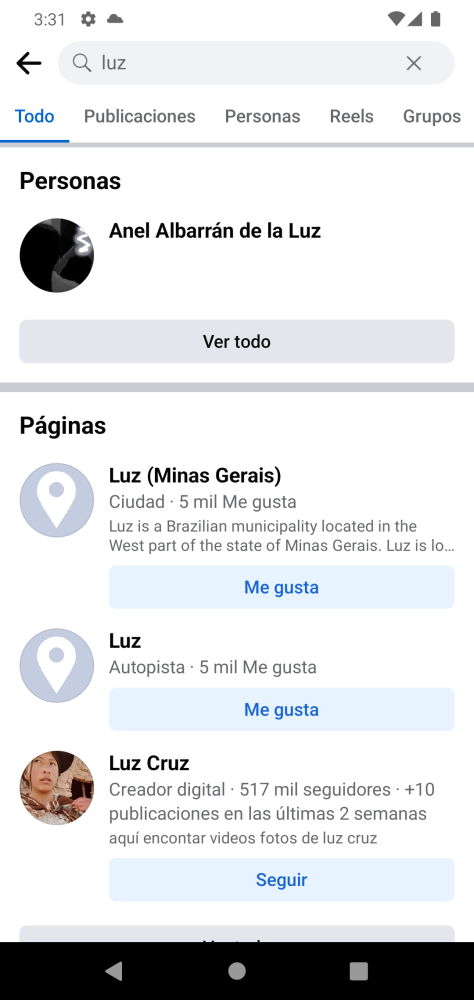 3:31
luz
Todo Publicaciones Personas Reels Grupos
Personas
Anel Albarrán de la Luz
Ver todo
Páginas
Luz (Minas Gerais)
Ciudad · 5 mil Me gusta
Luz is a Brazilian municipality located in the
West part of the state of Minas Gerais. Luz is lo…
Me gusta
Luz
Autopista · 5 mil Me gusta
Me gusta
Luz Cruz
Creador digital · 517 mil seguidores · +10
publicaciones en las últimas 2 semanas
aquí encontar videos fotos de luz cruz
Seguir